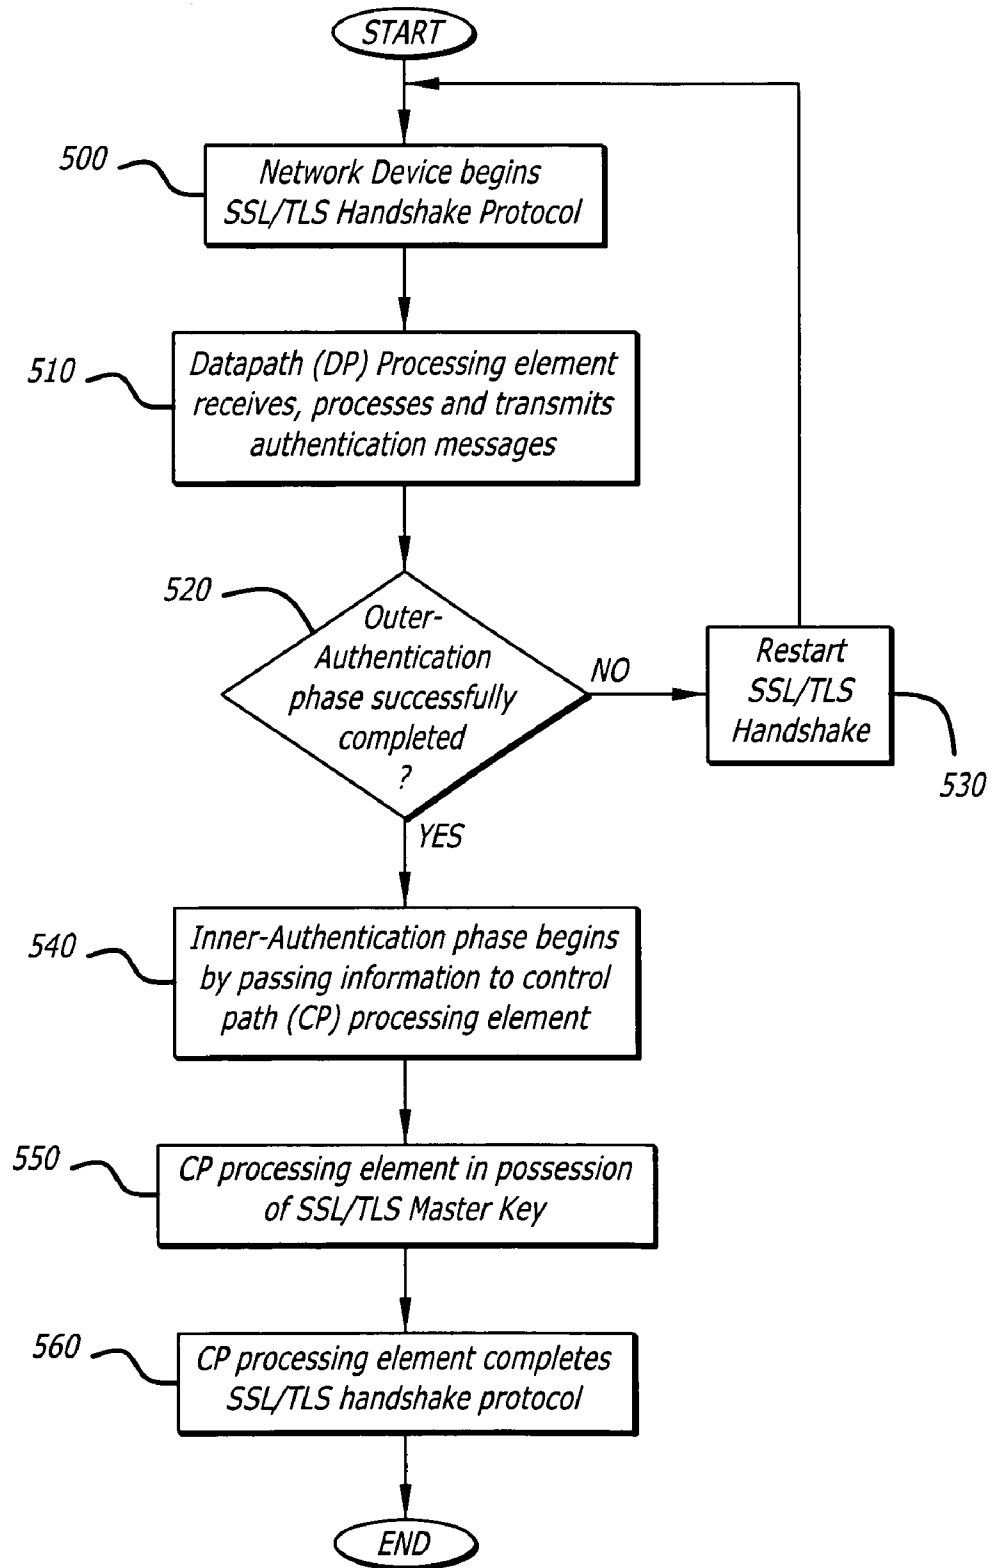 START
500
Network Device begins
SSL/TLS Handshake Protocol
510
Datapath (DP) Processing element
receives, processes and transmits
authentication messages
520
Outer-
Authentication
phase successfully
completed
?
NO
Restart
SSL/TLS
Handshake
530
YES
540
Inner-Authentication phase begins
by passing information to control
path (CP) processing element
550
CP processing element in possession
of SSL/TLS Master Key
560
CP processing element completes
SSL/TLS handshake protocol
END